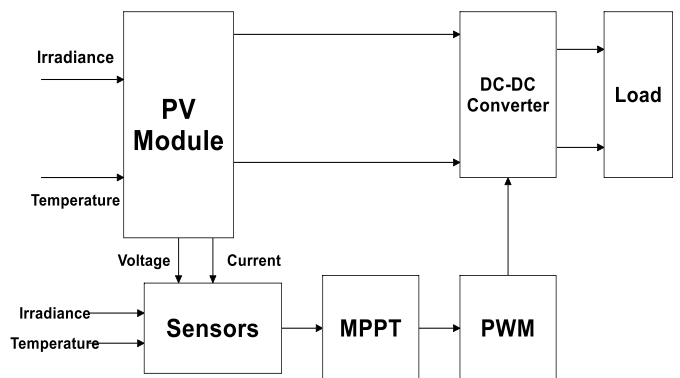 Irradiance
PV
Module
Temperature
DC-DC
Converter
Load
Voltage
Current
Irradiance
Temperature
Sensors
MPPT
PWM